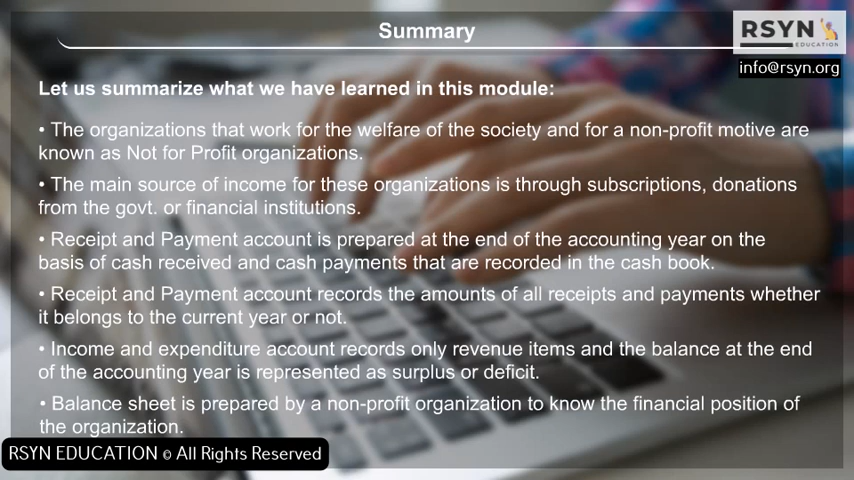 Summary
RSYN
EDUCATION
info@rsyn.org
Let us summarize what we have learned in this module:
• The organizations that work for the welfare of the society and for a non-profit motive are
known as Not for Profit organizations.
• The main source of income for these organizations is through subscriptions, donations
from the govt. or financial institutions.
• Receipt and Payment account is prepared at the end of the accounting year on the
basis of cash received and cash payments that are recorded in the cash book.
• Receipt and Payment account records the amounts of all receipts and payments whether
it belongs to the current year or not.
• Income and expenditure account records only revenue items and the balance at the end
of the accounting year is represented as surplus or deficit.
• Balance sheet is prepared by a non-profit organization to know the financial position of
the organization.
RSYN EDUCATION © All Rights Reserved